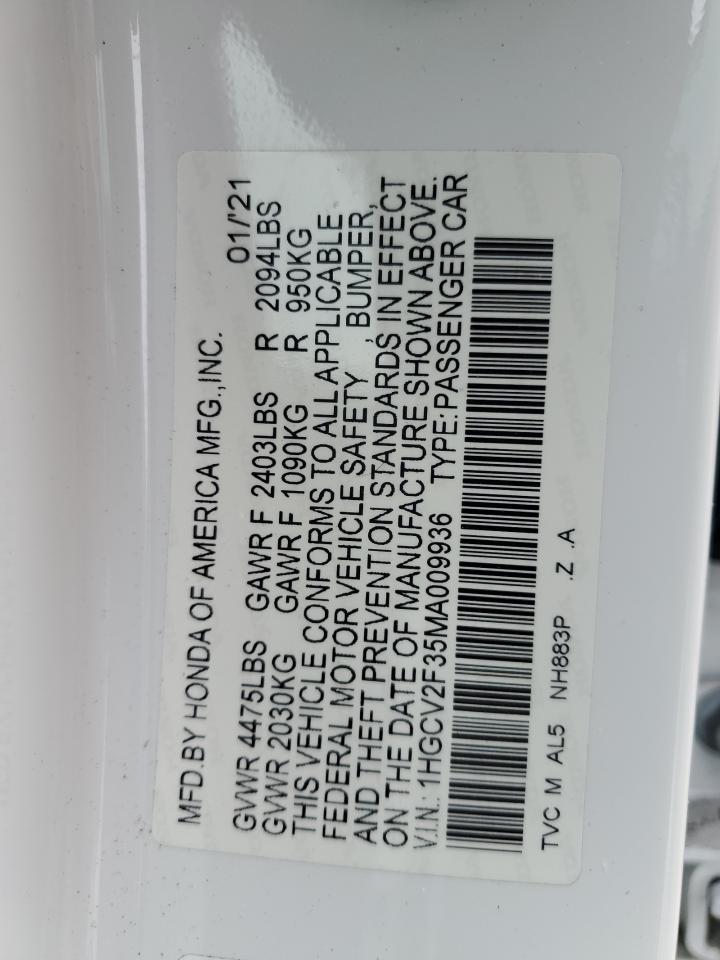 MFD.BY HONDA OF AMERICA MFG.,INC.
01/'21
GVWR 4475LBS GAWR F 2403LBS R 2094LBS
GVWR 2030KG GAWR F 1090KG R 950KG
THIS VEHICLE CONFORMS TO ALL APPLICABLE
FEDERAL MOTOR VEHICLE SAFETY , BUMPER,
AND THEFT PREVENTION STANDARDS, IN EFFECT
ON THE DATE OF MANUFACTURE SHOWN ABOVE.
V.I.N.: 1HGCV2F35MA009936 TYPE:PASSENGER CAR
TVC M AL5 NH883P .Z .A